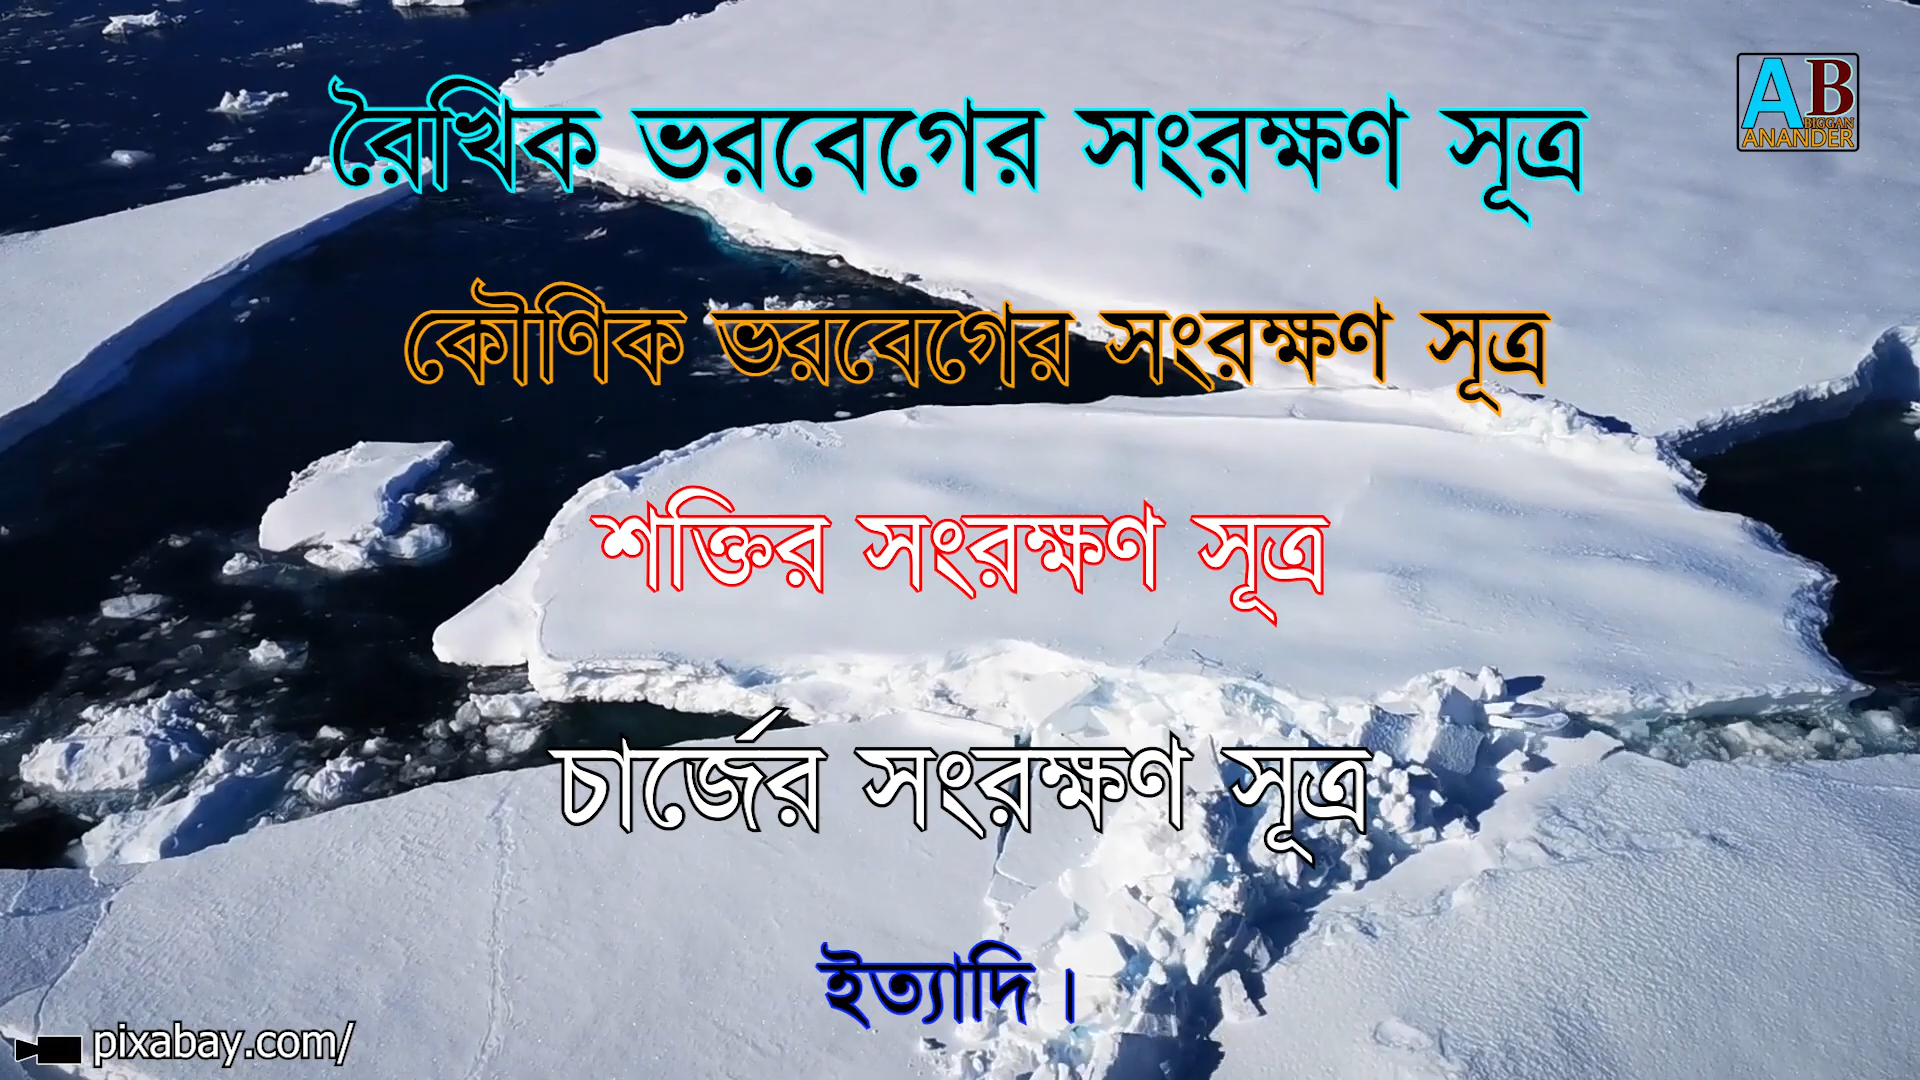 রৈখিক ভরবেগের সংরক্ষণ সূত্র
AB
BIGGAN
ANANDER
কৌণিক ভরবেগের সংরক্ষণ সূত্র
শক্তির সংরক্ষণ সূত্র
চার্জের সংরক্ষণ সূত্র
ইত্যাদি।
pixabay.com/